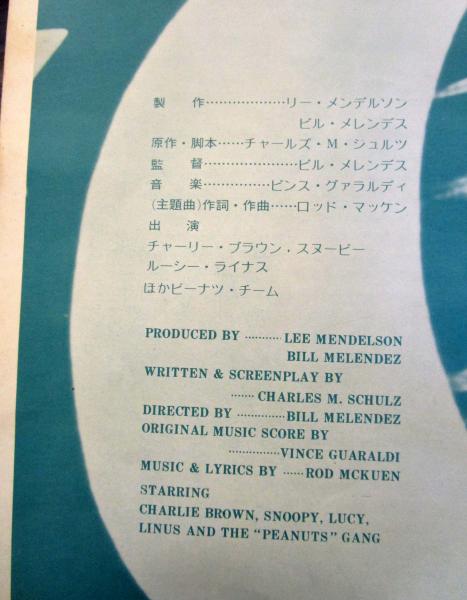 製　作…………………リー・メンデルソン
ビル・メレンデス
原作・脚本……チャールズ・M・シュルツ
監　督…………………ビル・メレンデス
音　楽……………ビンス・グァラルディ
(主題曲)作詞・作曲……ロッド・マッケン
出　演
チャーリー・ブラウン，スヌーピー
ルーシー・ライナス
ほかピーナツ・チーム
PRODUCED BY ··········· LEE MENDELSON
BILL MELENDEZ
WRITTEN & SCREENPLAY BY
······· CHARLES M. SCHULZ
DIRECTED BY ·············· BILL MELENDEZ
ORIGINAL MUSIC SCORE BY
···············VINCE GUARALDI
MUSIC & LYRICS BY ······ ROD MCKUEN
STARRING
CHARLIE BROWN, SNOOPY, LUCY,
LINUS AND THE "PEANUTS" GANG